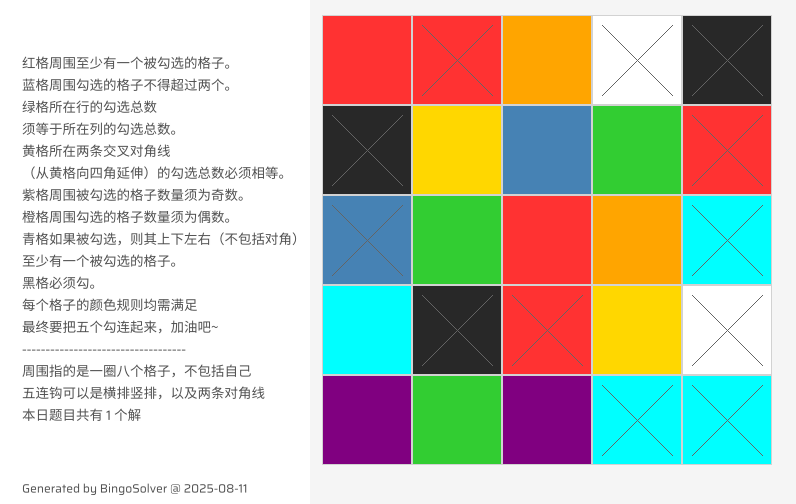 红格周围至少有一个被勾选的格子。
蓝格周围勾选的格子不得超过两个。
绿格所在行的勾选总数
须等于所在列的勾选总数。
黄格所在两条交叉对角线
（从黄格向四角延伸）的勾选总数必须相等。
紫格周围被勾选的格子数量须为奇数。
橙格周围勾选的格子数量须为偶数。
青格如果被勾选，则其上下左右（不包括对角）
至少有一个被勾选的格子。
黑格必须勾。
每个格子的颜色规则均需满足
最终要把五个勾连起来，加油吧~
-----------------------------------
周围指的是一圈八个格子，不包括自己
五连钩可以是横排竖排，以及两条对角线
本日题目共有 1 个解
Generated by BingoSolver @ 2025-08-11